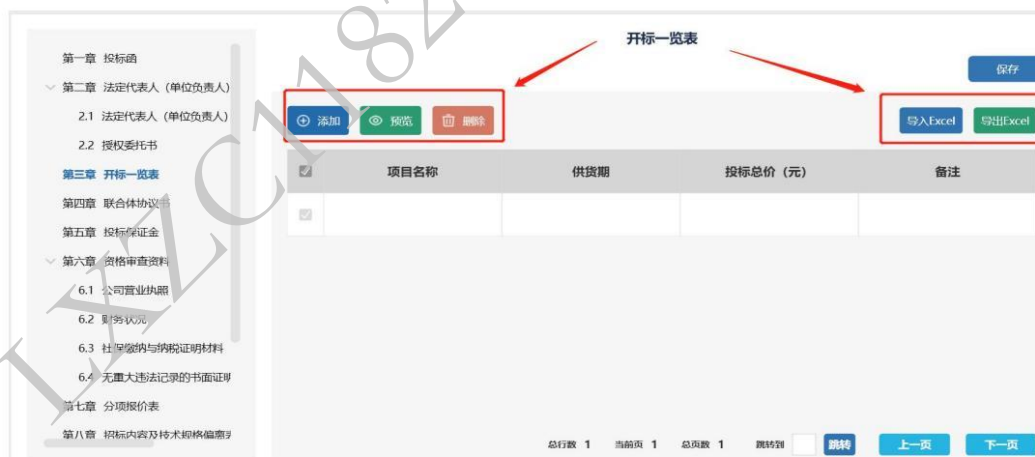 开标一览表
保存
第一章 投标函
第二章 法定代表人（单位负责人）
2.1 法定代表人（单位负责人）
2.2 授权委托书
第三章 开标一览表
第四章 联合体协议书
第五章 投标保证金
第六章 资格审查资料
6.1 公司营业执照
6.2 财务状况
6.3 社保缴纳与纳税证明材料
6.4 无重大违法记录的书面证明
第七章 分项报价表
第八章 招标内容及技术规格偏离
添加 预览 删除 导入Excel 导出Excel
项目名称 供货期 投标总价（元） 备注
总行数 1 当前页 1 总页数 1 跳转到 跳转 上一页 下一页
LXZC182